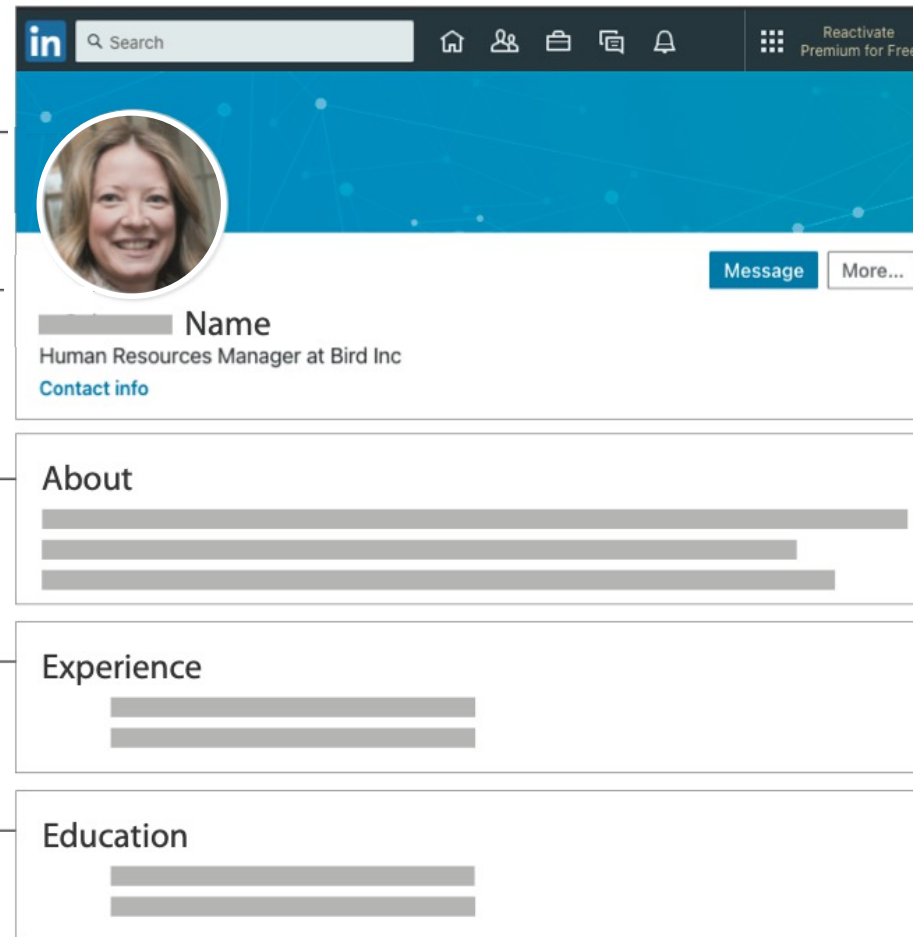 in Search
Reactivate
Premium for Free
Message More...
Name
Human Resources Manager at Bird Inc
Contact info
About
Experience
Education